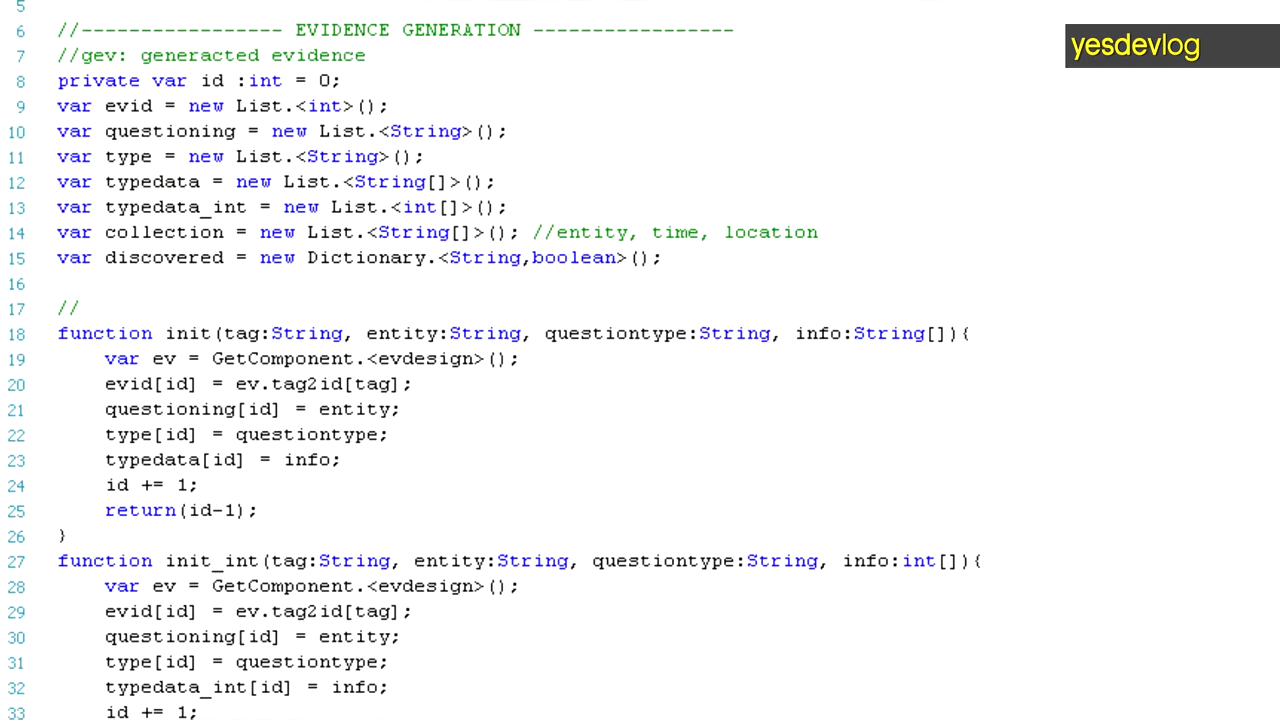 5
6 //----------------- EVIDENCE GENERATION -----------------
7 //gev: generacted evidence
8 private var id :int = 0;
9 var evid = new List.<int>();
10 var questioning = new List.<String>();
11 var type = new List.<String>();
12 var typedata = new List.<String[]>();
13 var typedata_int = new List.<int[]>();
14 var collection = new List.<String[]>(); //entity, time, location
15 var discovered = new Dictionary.<String,boolean>();
16
17 //
18 function init(tag:String, entity:String, questiontype:String, info:String[]){
19 var ev = GetComponent.<evdesign>();
20 evid[id] = ev.tag2id[tag];
21 questioning[id] = entity;
22 type[id] = questiontype;
23 typedata[id] = info;
24 id += 1;
25 return(id-1);
26 }
27 function init_int(tag:String, entity:String, questiontype:String, info:int[]){
28 var ev = GetComponent.<evdesign>();
29 evid[id] = ev.tag2id[tag];
30 questioning[id] = entity;
31 type[id] = questiontype;
32 typedata_int[id] = info;
33 id += 1;
yesdevlog